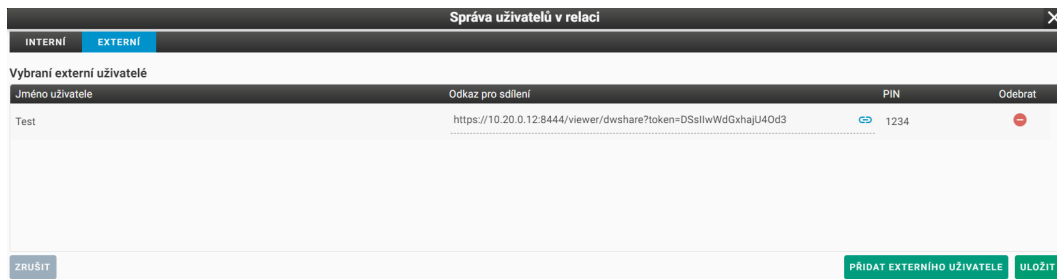 Správa uživatelů v relaci
INTERNÍ EXTERNÍ
Vybraní externí uživatelé
Jméno uživatele Odkaz pro sdílení PIN Odebrat
Test https://10.20.0.12:8444/viewer/dwshare?token=DSsIIwWdGxhajU4Od3 1234
ZRUŠIT PŘIDAT EXTERNÍHO UŽIVATELE ULOŽIT